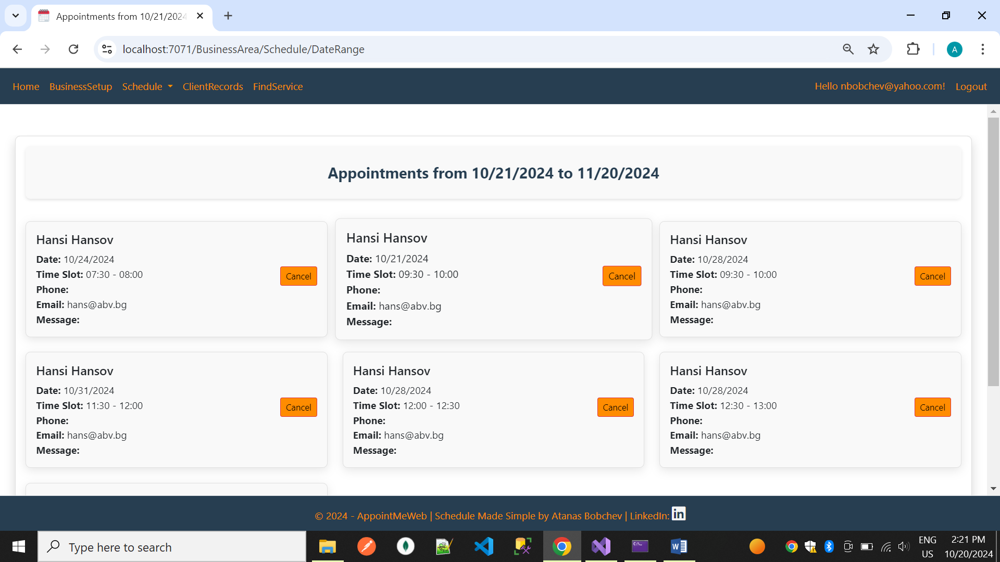 Appointments from 10/21/2024
localhost:7071/BusinessArea/Schedule/DateRange
A
Home BusinessSetup Schedule ClientRecords FindService Hello nbobchev@yahoo.com! Logout
Appointments from 10/21/2024 to 11/20/2024
Hansi Hansov
Date: 10/24/2024
Time Slot: 07:30 - 08:00
Phone:
Email: hans@abv.bg
Message:
Cancel
Hansi Hansov
Date: 10/21/2024
Time Slot: 09:30 - 10:00
Phone:
Email: hans@abv.bg
Message:
Cancel
Hansi Hansov
Date: 10/28/2024
Time Slot: 09:30 - 10:00
Phone:
Email: hans@abv.bg
Message:
Cancel
Hansi Hansov
Date: 10/31/2024
Time Slot: 11:30 - 12:00
Phone:
Email: hans@abv.bg
Message:
Cancel
Hansi Hansov
Date: 10/28/2024
Time Slot: 12:00 - 12:30
Phone:
Email: hans@abv.bg
Message:
Cancel
Hansi Hansov
Date: 10/28/2024
Time Slot: 12:30 - 13:00
Phone:
Email: hans@abv.bg
Message:
Cancel
© 2024 - AppointMeWeb | Schedule Made Simple by Atanas Bobchev | LinkedIn: in
Type here to search
ENG
US
2:21 PM
10/20/2024